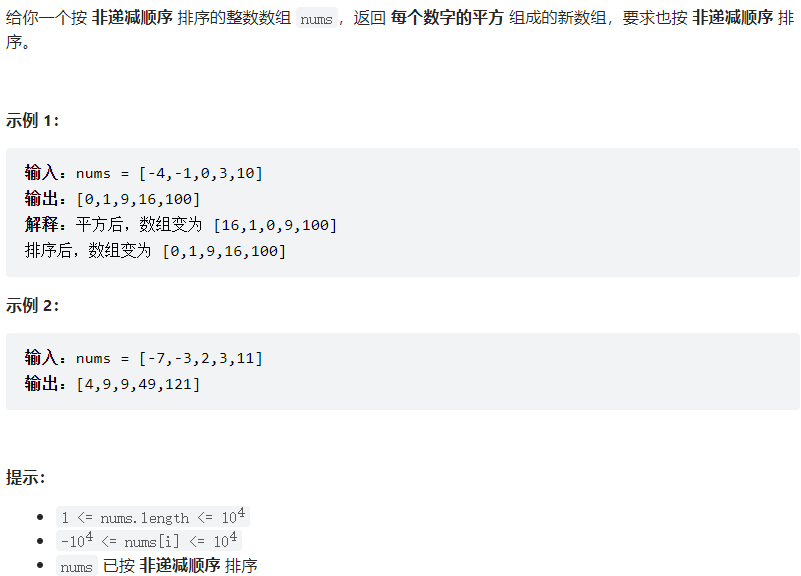 给你一个按 非递减顺序 排序的整数数组 nums，返回 每个数字的平方 组成的新数组，要求也按 非递减顺序 排
序。
示例 1：
输入：nums = [-4,-1,0,3,10]
输出：[0,1,9,16,100]
解释：平方后，数组变为 [16,1,0,9,100]
排序后，数组变为 [0,1,9,16,100]
示例 2：
输入：nums = [-7,-3,2,3,11]
输出：[4,9,9,49,121]
提示：
• 1 <= nums.length <= 10⁴
• -10⁴ <= nums[i] <= 10⁴
• nums 已按 非递减顺序 排序